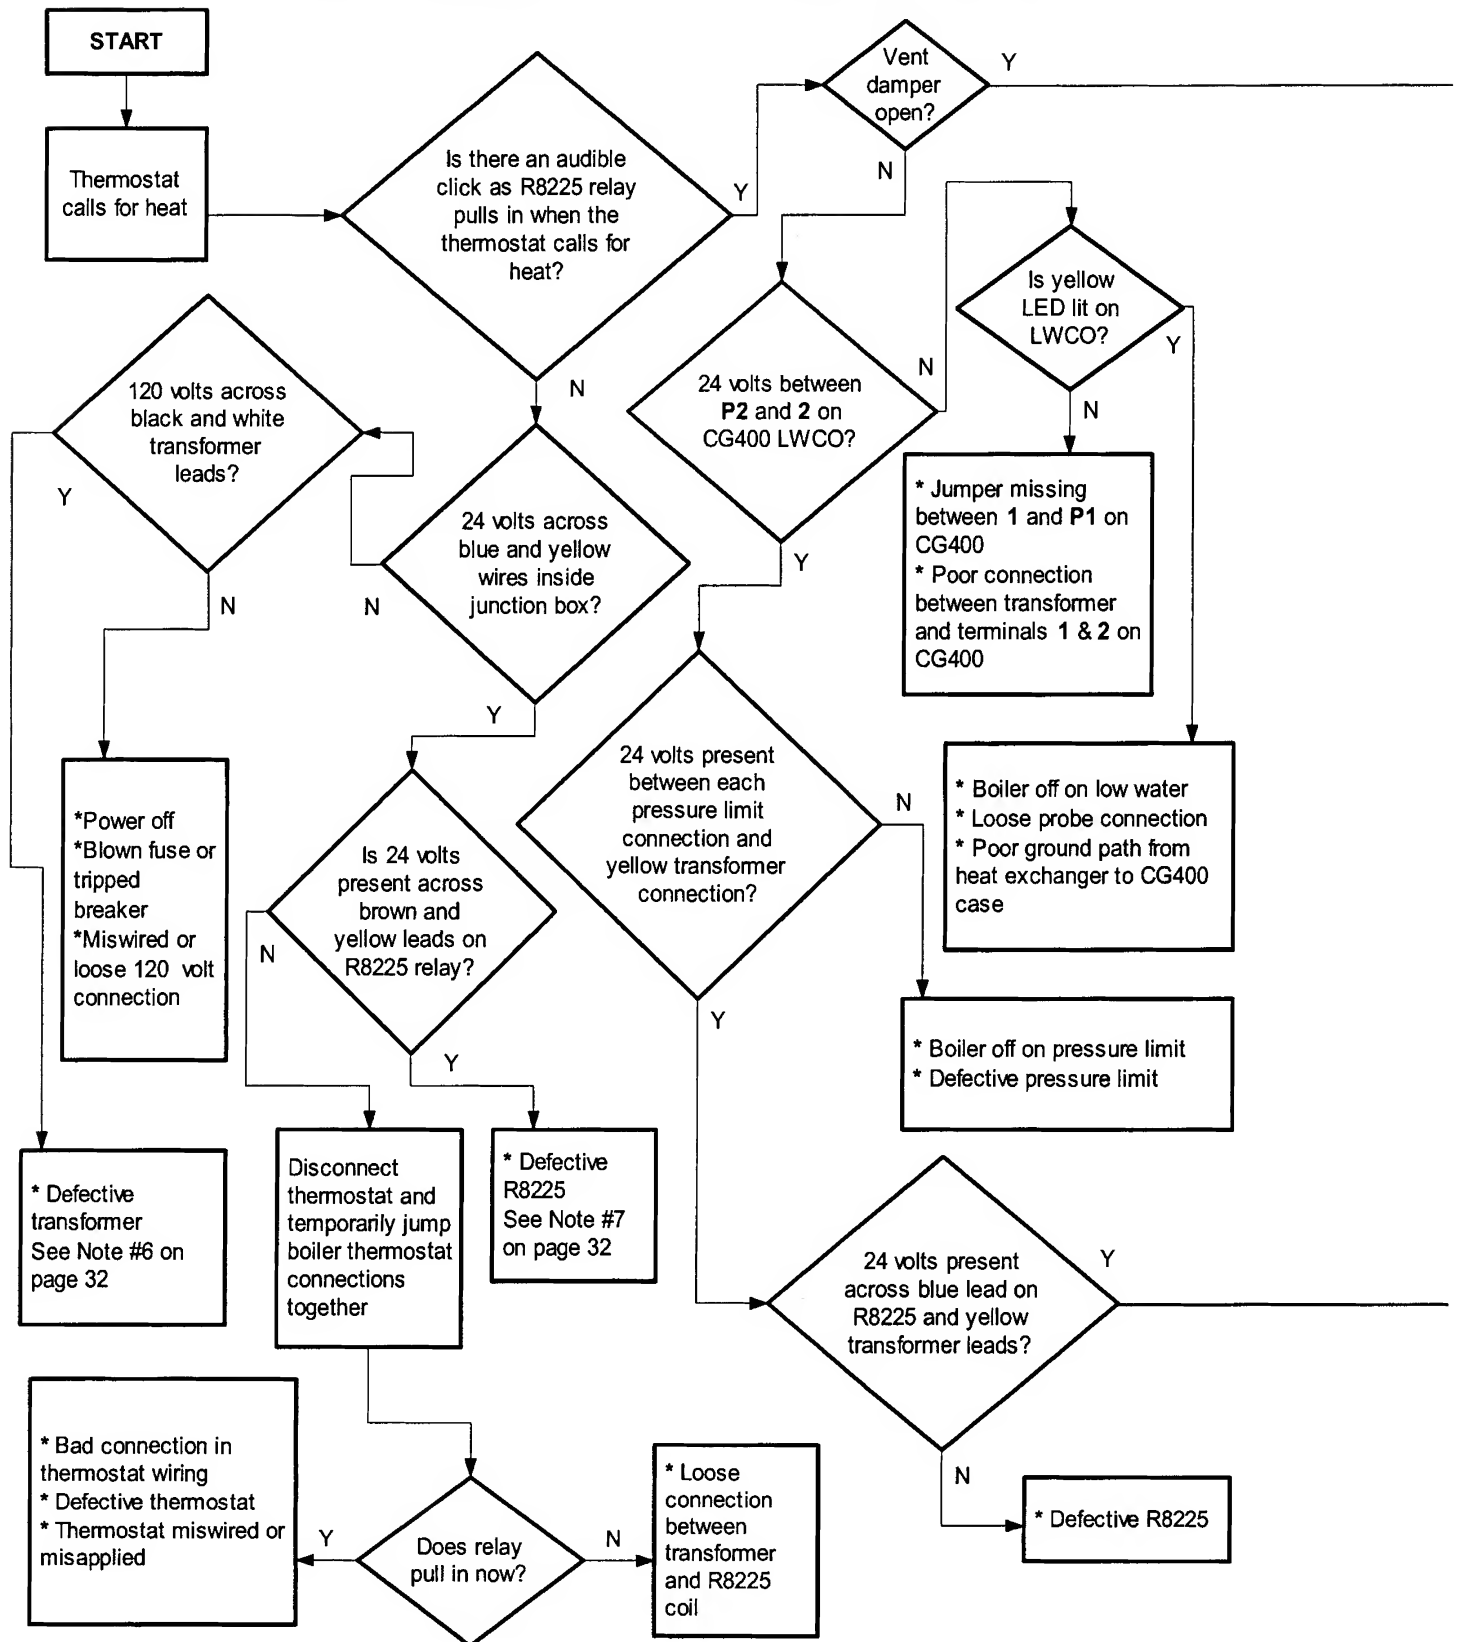 START
Thermostat
calls for heat
Is there an audible
click as R8225 relay
pulls in when the
thermostat calls for
heat?
Y
N
Vent
damper
open?
Y
N
24 volts between
P2 and 2 on
CG400 LWCO?
N
Y
Is yellow
LED lit on
LWCO?
Y
N
* Jumper missing
between 1 and P1 on
CG400
* Poor connection
between transformer
and terminals 1 & 2 on
CG400
* Boiler off on low water
* Loose probe connection
* Poor ground path from
heat exchanger to CG400
case
120 volts across
black and white
transformer
leads?
Y
N
24 volts across
blue and yellow
wires inside
junction box?
N
Y
*Power off
*Blown fuse or
tripped
breaker
*Miswired or
loose 120 volt
connection
Is 24 volts
present across
brown and
yellow leads on
R8225 relay?
N
Y
24 volts present
between each
pressure limit
connection and
yellow transformer
connection?
N
Y
* Boiler off on pressure limit
* Defective pressure limit
* Defective
transformer
See Note #6 on
page 32
Disconnect
thermostat and
temporarily jump
boiler thermostat
connections
together
* Defective
R8225
See Note #7
on page 32
24 volts present
across blue lead on
R8225 and yellow
transformer leads?
Y
N
* Defective R8225
* Bad connection in
thermostat wiring
* Defective thermostat
* Thermostat miswired or
misapplied
Y
Does relay
pull in now?
N
* Loose
connection
between
transformer
and R8225
coil